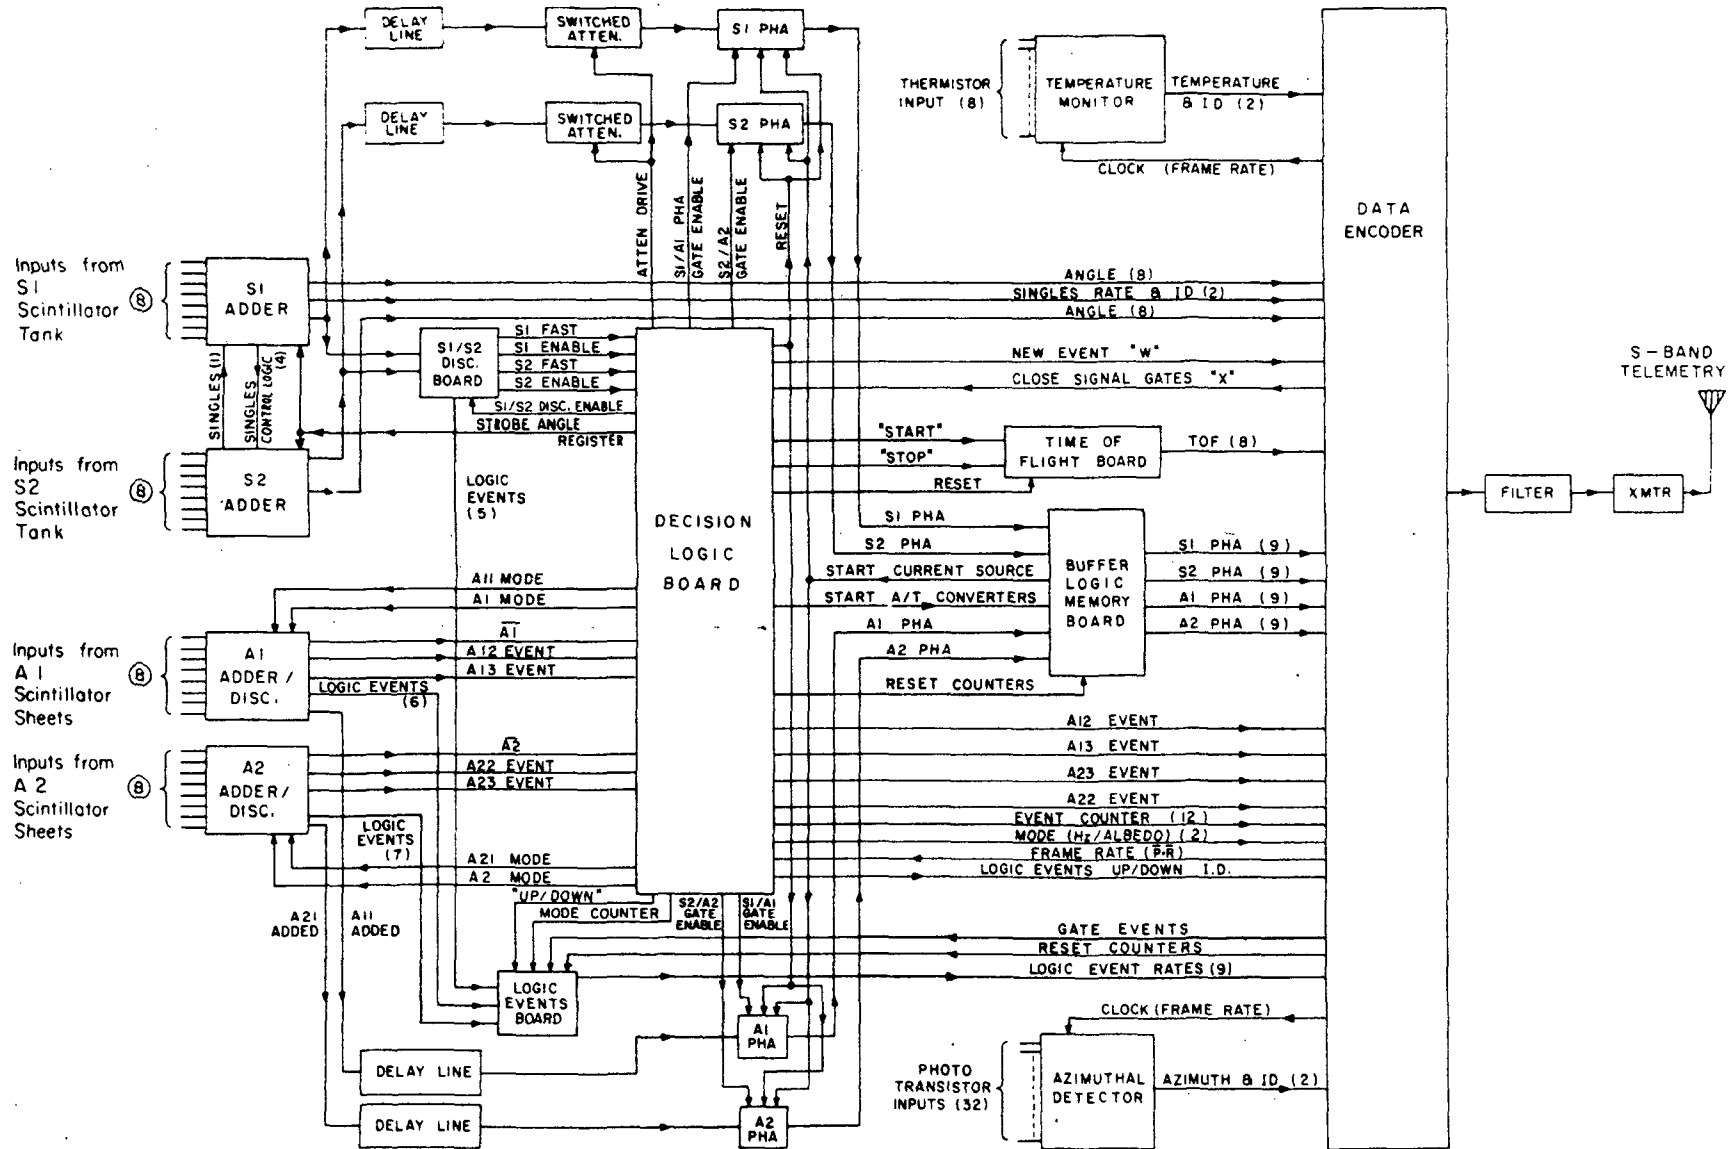 DELAY
LINE
SWITCHED
ATTEN.
S1 PHA
DELAY
LINE
SWITCHED
ATTEN.
S2 PHA
THERMISTOR
INPUT (8)
TEMPERATURE
MONITOR
TEMPERATURE
& ID (2)
CLOCK (FRAME RATE)
DATA
ENCODER
ATTEN DRIVE
S1/A1 PHA
GATE ENABLE
S2/A2
GATE ENABLE
RESET
Inputs from
S1
Scintillator
Tank
8
S1
ADDER
ANGLE (8)
SINGLES RATE & ID (2)
ANGLE (8)
SINGLES (1)
SINGLES
CONTROL LOGIC
(4)
S1/S2
DISC.
BOARD
S1 FAST
S1 ENABLE
S2 FAST
S2 ENABLE
S1/S2 DISC. ENABLE
STROBE ANGLE
REGISTER
NEW EVENT "W"
CLOSE SIGNAL GATES "X"
S-BAND
TELEMETRY
Inputs from
S2
Scintillator
Tank
8
S2
ADDER
LOGIC
EVENTS
(5)
DECISION
LOGIC
BOARD
"START"
"STOP"
RESET
TIME OF
FLIGHT BOARD
TOF (8)
FILTER
XMTR
S1 PHA
S2 PHA
START CURRENT SOURCE
START A/T CONVERTERS
A1 PHA
A2 PHA
RESET COUNTERS
BUFFER
LOGIC
MEMORY
BOARD
S1 PHA (9)
S2 PHA (9)
A1 PHA (9)
A2 PHA (9)
A11 MODE
A1 MODE
Inputs from
A1
Scintillator
Sheets
8
A1
ADDER/
DISC.
A1
A12 EVENT
A13 EVENT
LOGIC EVENTS
(6)
Inputs from
A2
Scintillator
Sheets
8
A2
ADDER/
DISC.
A2
A22 EVENT
A23 EVENT
LOGIC
EVENTS
(7)
A21 MODE
A2 MODE
A12 EVENT
A13 EVENT
A23 EVENT
A22 EVENT
EVENT COUNTER (12)
MODE (Hz/ALBEDO) (2)
FRAME RATE (P·R)
LOGIC EVENTS UP/DOWN I.D.
"UP/DOWN"
MODE COUNTER
S2/A2
GATE
ENABLE
S1/A1
GATE
ENABLE
A21
ADDED
A11
ADDED
GATE EVENTS
RESET COUNTERS
LOGIC EVENT RATES (9)
LOGIC
EVENTS
BOARD
A1
PHA
CLOCK (FRAME RATE)
DELAY LINE
PHOTO
TRANSISTOR
INPUTS (32)
AZIMUTHAL
DETECTOR
AZIMUTH & ID (2)
DELAY LINE
A2
PHA